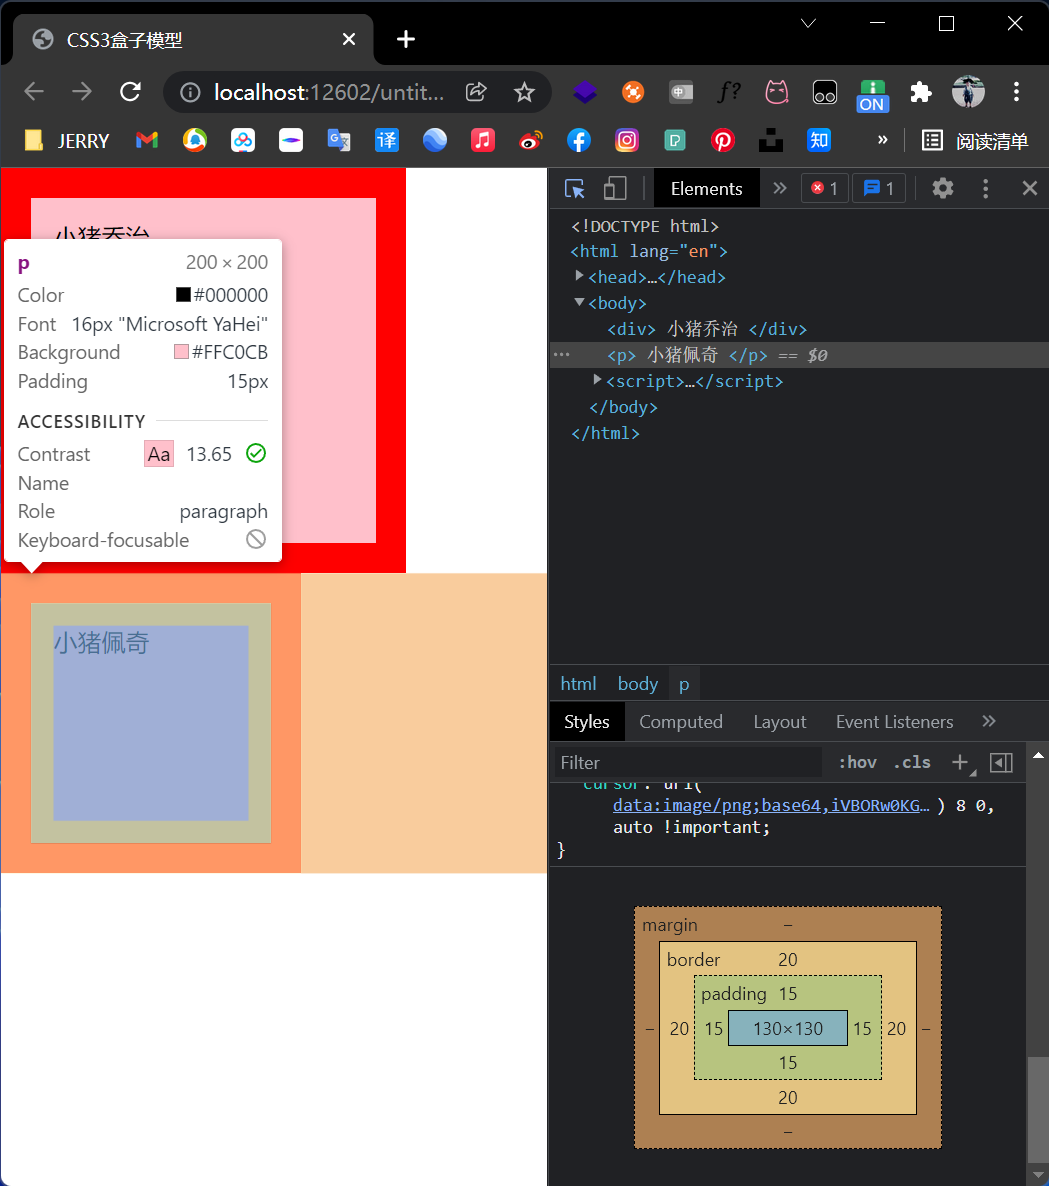 CSS3盒子模型
localhost:12602/untit...
ON
JERRY
译
知
»
阅读清单
小猪乔治
p 200 × 200
Color #000000
Font 16px "Microsoft YaHei"
Background #FFC0CB
Padding 15px
ACCESSIBILITY
Contrast Aa 13.65
Name
Role paragraph
Keyboard-focusable
小猪佩奇
Elements » 1 1
<!DOCTYPE html>
<html lang="en">
<head>…</head>
<body>
<div> 小猪乔治 </div>
<p> 小猪佩奇 </p> == $0
<script>…</script>
</body>
</html>
html body p
Styles Computed Layout Event Listeners »
Filter :hov .cls
cursor: url(
data:image/png;base64,iVBORw0KG… ) 8 0,
auto !important;
}
margin –
border 20
padding 15
– 20 15 130×130 15 20 –
15
20
–